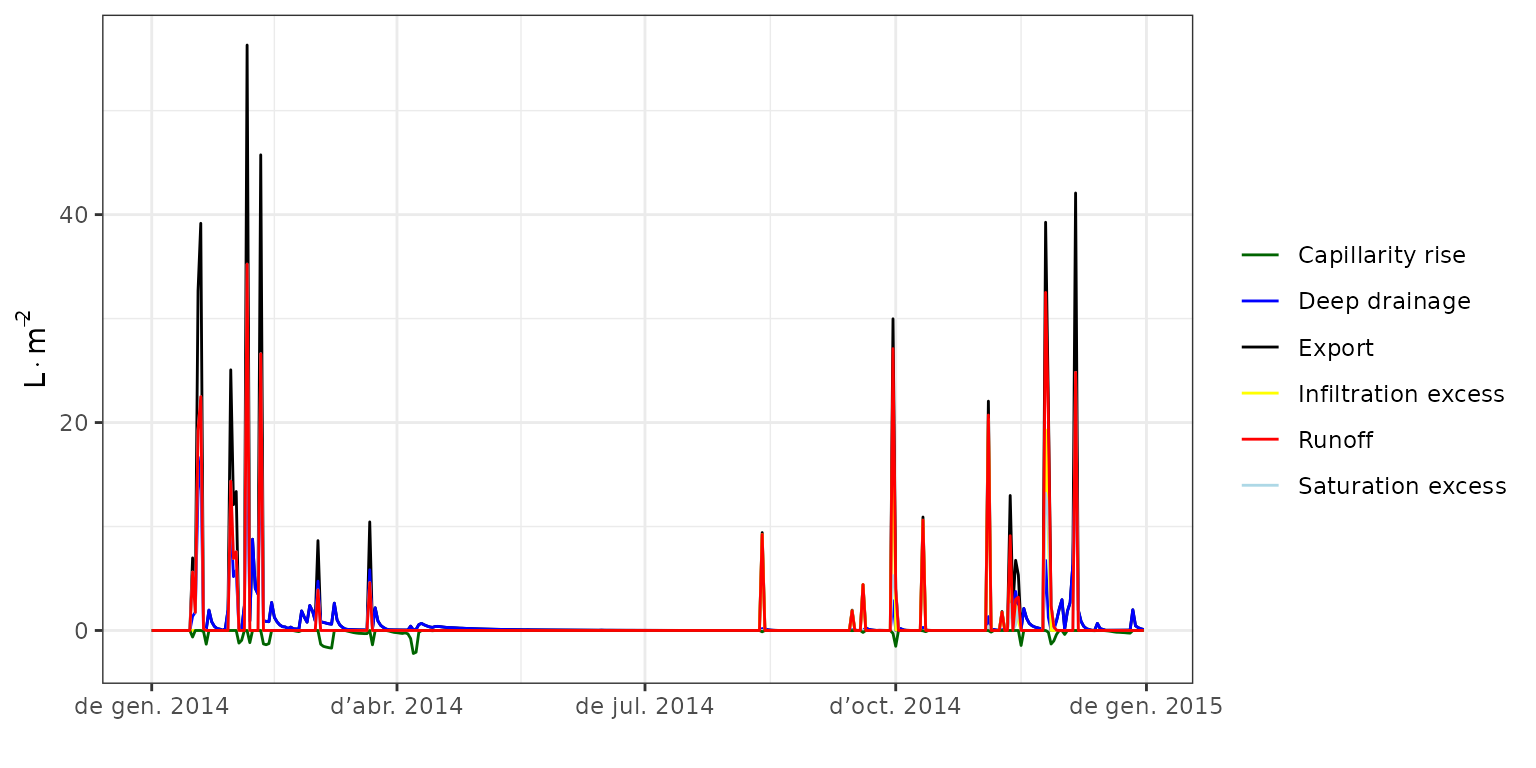 L · m⁻²
40
20
0
de gen. 2014 d’abr. 2014 de jul. 2014 d’oct. 2014 de gen. 2015
Capillarity rise
Deep drainage
Export
Infiltration excess
Runoff
Saturation excess